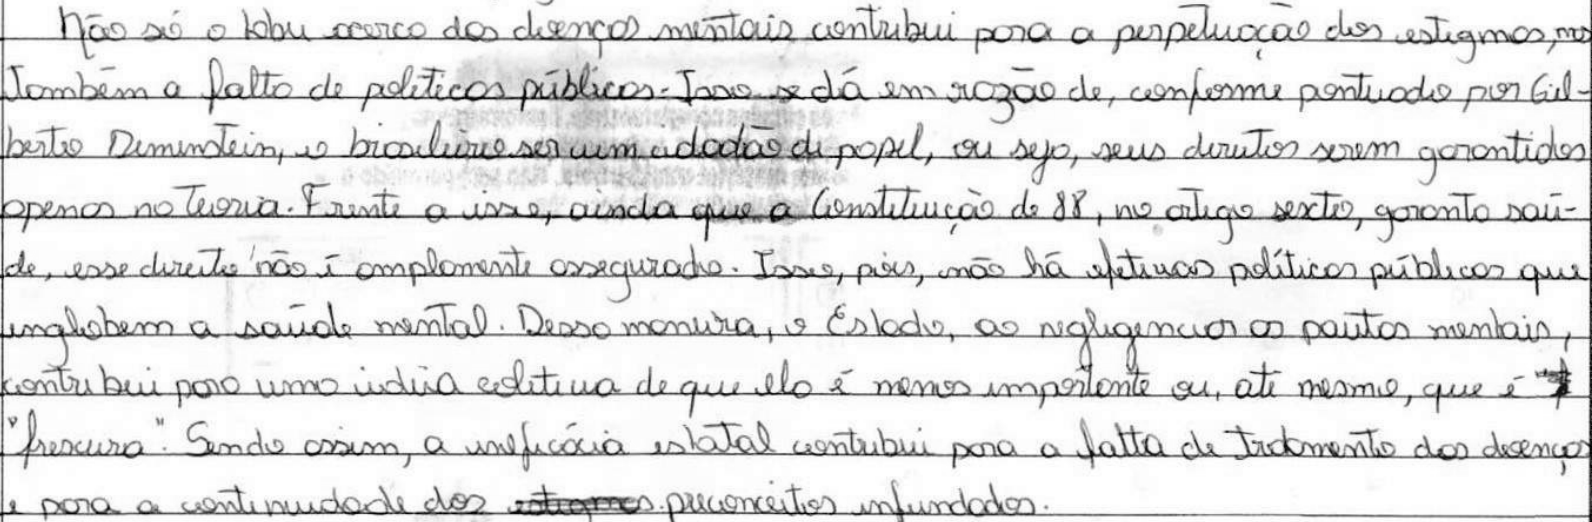 Não só o tabu acerca das doenças mentais contribui para a perpetuação dos estigmas, mas
também a falta de políticas públicas. Isso se dá em razão de, conforme pontuado por Gil-
berto Dimenstein, o brasileiro ser um cidadão de papel, ou seja, seus direitos serem garantidos
apenas na teoria. Frente a isso, ainda que a Constituição de 88, no artigo sexto, garanta saú-
de, esse direito não é amplamente assegurado. Isso, pois, não há efetivas políticas públicas que
englobem a saúde mental. Dessa maneira, o Estado, ao negligenciar as pautas mentais,
contribui para uma idéia coletiva de que ela é menos importante ou, até mesmo, que é
"frescura". Sendo assim, a ineficácia estatal contribui para a falta de tratamento das doenças
e para a continuidade dos estigmas preconceitos infundados.